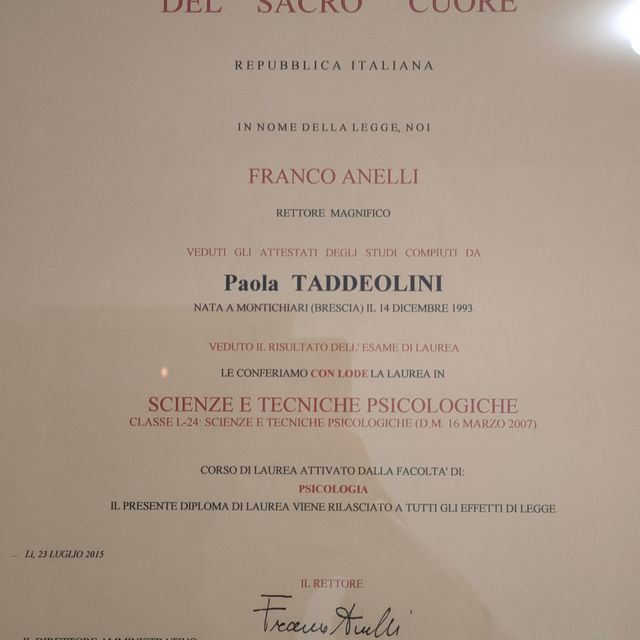 DEL SACRO CUORE
REPUBBLICA ITALIANA
IN NOME DELLA LEGGE, NOI
FRANCO ANELLI
RETTORE MAGNIFICO
VEDUTI GLI ATTESTATI DEGLI STUDI COMPIUTI DA
Paola TADDEOLINI
NATA A MONTICHIARI (BRESCIA) IL 14 DICEMBRE 1993
VEDUTO IL RISULTATO DELL' ESAME DI LAUREA
LE CONFERIAMO CON LODE LA LAUREA IN
SCIENZE E TECNICHE PSICOLOGICHE
CLASSE L-24: SCIENZE E TECNICHE PSICOLOGICHE (D.M. 16 MARZO 2007)
CORSO DI LAUREA ATTIVATO DALLA FACOLTA' DI:
PSICOLOGIA
IL PRESENTE DIPLOMA DI LAUREA VIENE RILASCIATO A TUTTI GLI EFFETTI DI LEGGE
Lì, 23 LUGLIO 2015
IL RETTORE
Franco Anelli
IL DIRETTORE AMMINISTRATIVO